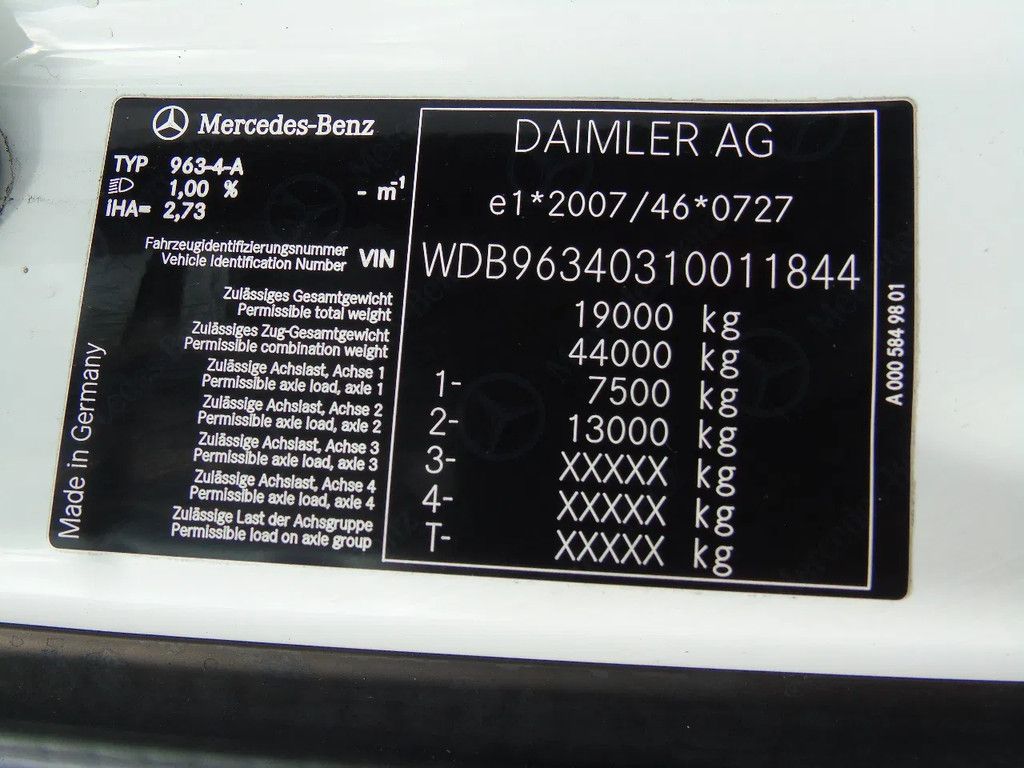 Mercedes-Benz
TYP 963-4-A
1,00 % - m⁻¹
iHA= 2,73
DAIMLER AG
e1*2007/46*0727
Fahrzeugidentifizierungsnummer
Vehicle Identification Number VIN WDB96340310011844
Zulässiges Gesamtgewicht
Permissible total weight 19000 kg
Zulässiges Zug-Gesamtgewicht
Permissible combination weight 44000 kg
Zulässige Achslast, Achse 1
Permissible axle load, axle 1 1- 7500 kg
Zulässige Achslast, Achse 2
Permissible axle load, axle 2 2- 13000 kg
Zulässige Achslast, Achse 3
Permissible axle load, axle 3 3- XXXXX kg
Zulässige Achslast, Achse 4
Permissible axle load, axle 4 4- XXXXX kg
Zulässige Last der Achsgruppe
Permissible load on axle group T- XXXXX kg
Made in Germany
A 000 584 98 01